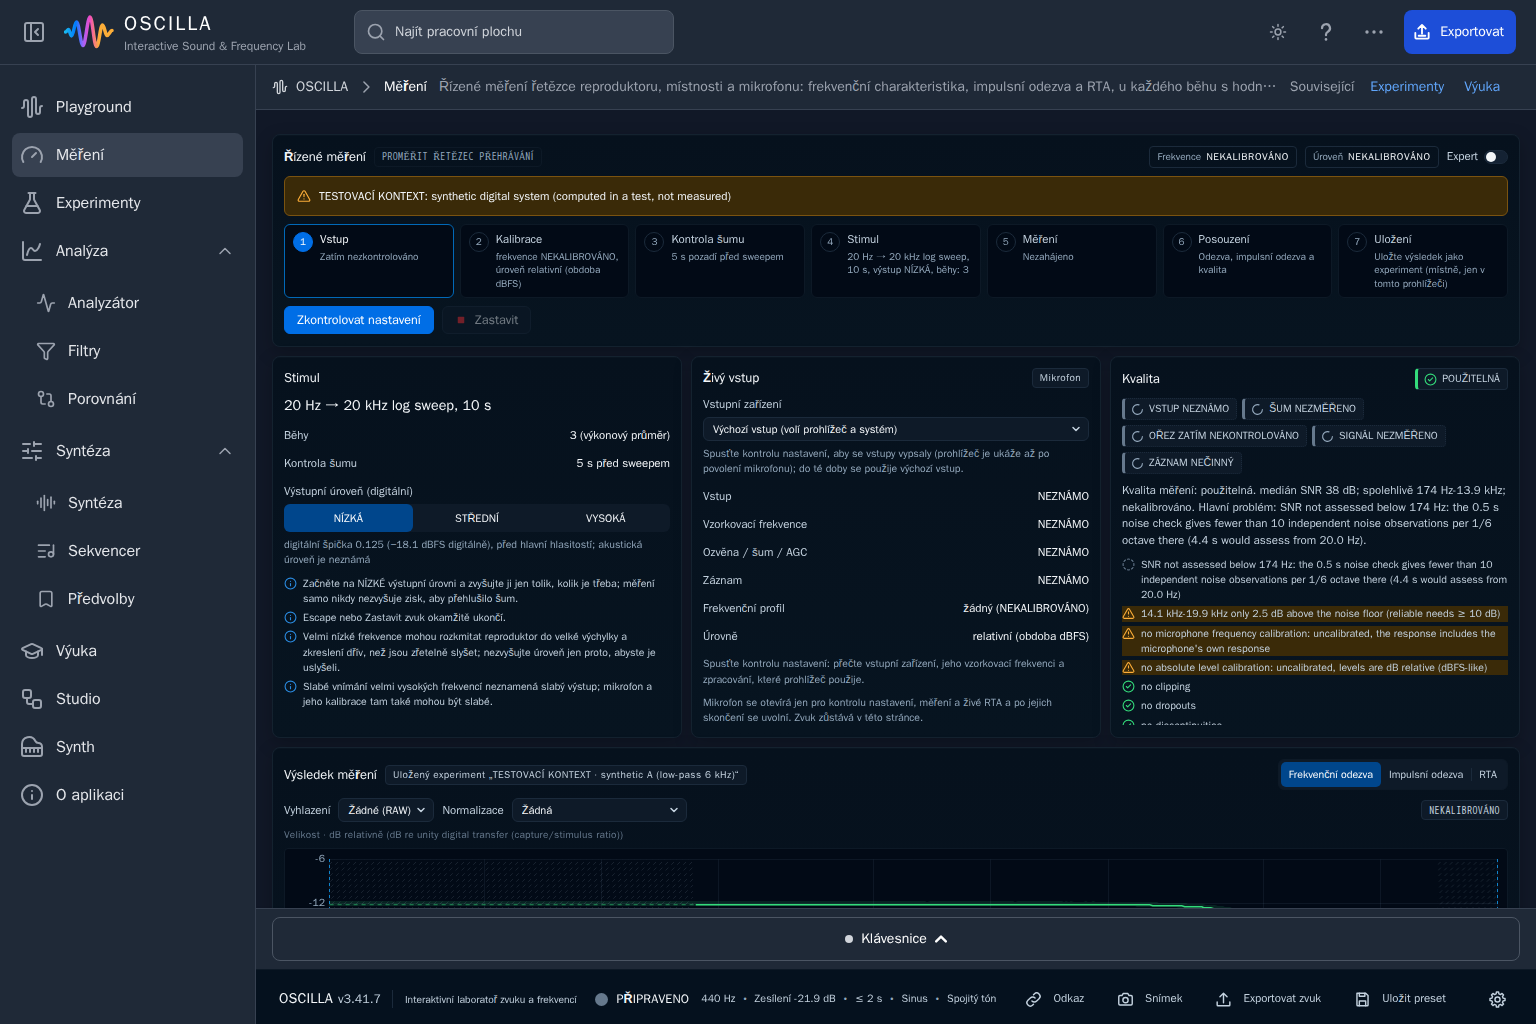 OSCILLA
Interactive Sound & Frequency Lab
Najít pracovní plochu
Exportovat
Playground
Měření
Experimenty
Analýza
Analyzátor
Filtry
Porovnání
Syntéza
Syntéza
Sekvencer
Předvolby
Výuka
Studio
Synth
O aplikaci
OSCILLA
Měření
Řízené měření řetězce reproduktoru, místnosti a mikrofonu: frekvenční charakteristika, impulsní odezva a RTA, u každého běhu s hodn···
Související
Experimenty
Výuka
Řízené měření
PROMĚŘIT ŘETĚZEC PŘEHRÁVÁNÍ
Frekvence NEKALIBROVÁNO
Úroveň NEKALIBROVÁNO
Expert
TESTOVACÍ KONTEXT: synthetic digital system (computed in a test, not measured)
1 Vstup
Zatím nezkontrolováno
2 Kalibrace
frekvence NEKALIBROVÁNO,
úroveň relativní (obdoba
dBFS)
3 Kontrola šumu
5 s pozadí před sweepem
4 Stimul
20 Hz → 20 kHz log sweep,
10 s, výstup NÍZKÁ, běhy: 3
5 Měření
Nezahájeno
6 Posouzení
Odezva, impulsní odezva a
kvalita
7 Uložení
Uložte výsledek jako
experiment (místně, jen v
tomto prohlížeči)
Zkontrolovat nastavení
Zastavit
Stimul
20 Hz → 20 kHz log sweep, 10 s
Běhy 3 (výkonový průměr)
Kontrola šumu 5 s před sweepem
Výstupní úroveň (digitální)
NÍZKÁ STŘEDNÍ VYSOKÁ
digitální špička 0.125 (−18.1 dBFS digitálně), před hlavní hlasitostí; akustická
úroveň je neznámá
Začněte na NÍZKÉ výstupní úrovni a zvyšujte ji jen tolik, kolik je třeba; měření
samo nikdy nezvyšuje zisk, aby přehlušilo šum.
Escape nebo Zastavit zvuk okamžitě ukončí.
Velmi nízké frekvence mohou rozkmitat reproduktor do velké výchylky a
zkreslení dřív, než jsou zřetelně slyšet; nezvyšujte úroveň jen proto, abyste je
uslyšeli.
Slabé vnímání velmi vysokých frekvencí neznamená slabý výstup; mikrofon a
jeho kalibrace tam také mohou být slabé.
Živý vstup
Mikrofon
Vstupní zařízení
Výchozí vstup (volí prohlížeč a systém)
Spusťte kontrolu nastavení, aby se vstupy vypsaly (prohlížeč je ukáže až po
povolení mikrofonu); do té doby se použije výchozí vstup.
Vstup NEZNÁMO
Vzorkovací frekvence NEZNÁMO
Ozvěna / šum / AGC NEZNÁMO
Záznam NEZNÁMO
Frekvenční profil žádný (NEKALIBROVÁNO)
Úrovně relativní (obdoba dBFS)
Spusťte kontrolu nastavení: přečte vstupní zařízení, jeho vzorkovací frekvenci a
zpracování, které prohlížeč použije.
Mikrofon se otevírá jen pro kontrolu nastavení, měření a živé RTA a po jejich
skončení se uvolní. Zvuk zůstává v této stránce.
Kvalita
POUŽITELNÁ
VSTUP NEZNÁMO
ŠUM NEZMĚŘENO
OŘEZ ZATÍM NEKONTROLOVÁNO
SIGNÁL NEZMĚŘENO
ZÁZNAM NEČINNÝ
Kvalita měření: použitelná. medián SNR 38 dB; spolehlivě 174 Hz-13.9 kHz;
nekalibrováno. Hlavní problém: SNR not assessed below 174 Hz: the 0.5 s
noise check gives fewer than 10 independent noise observations per 1/6
octave there (4.4 s would assess from 20.0 Hz).
SNR not assessed below 174 Hz: the 0.5 s noise check gives fewer than 10
independent noise observations per 1/6 octave there (4.4 s would assess from
20.0 Hz)
14.1 kHz-19.9 kHz only 2.5 dB above the noise floor (reliable needs ≥ 10 dB)
no microphone frequency calibration: uncalibrated, the response includes the
microphone's own response
no absolute level calibration: uncalibrated, levels are dB relative (dBFS-like)
no clipping
no dropouts
no discontinuities
Výsledek měření
Uložený experiment „TESTOVACÍ KONTEXT · synthetic A (low-pass 6 kHz)“
Frekvenční odezva
Impulsní odezva
RTA
Vyhlazení
Žádné (RAW)
Normalizace
Žádná
NEKALIBROVÁNO
Velikost · dB relativně (dB re unity digital transfer (capture/stimulus ratio))
-6
-12
Klávesnice
OSCILLA v3.41.7
Interaktivní laboratoř zvuku a frekvencí
PŘIPRAVENO
440 Hz • Zesílení -21.9 dB • ≤ 2 s • Sinus • Spojitý tón
Odkaz
Snímek
Exportovat zvuk
Uložit preset